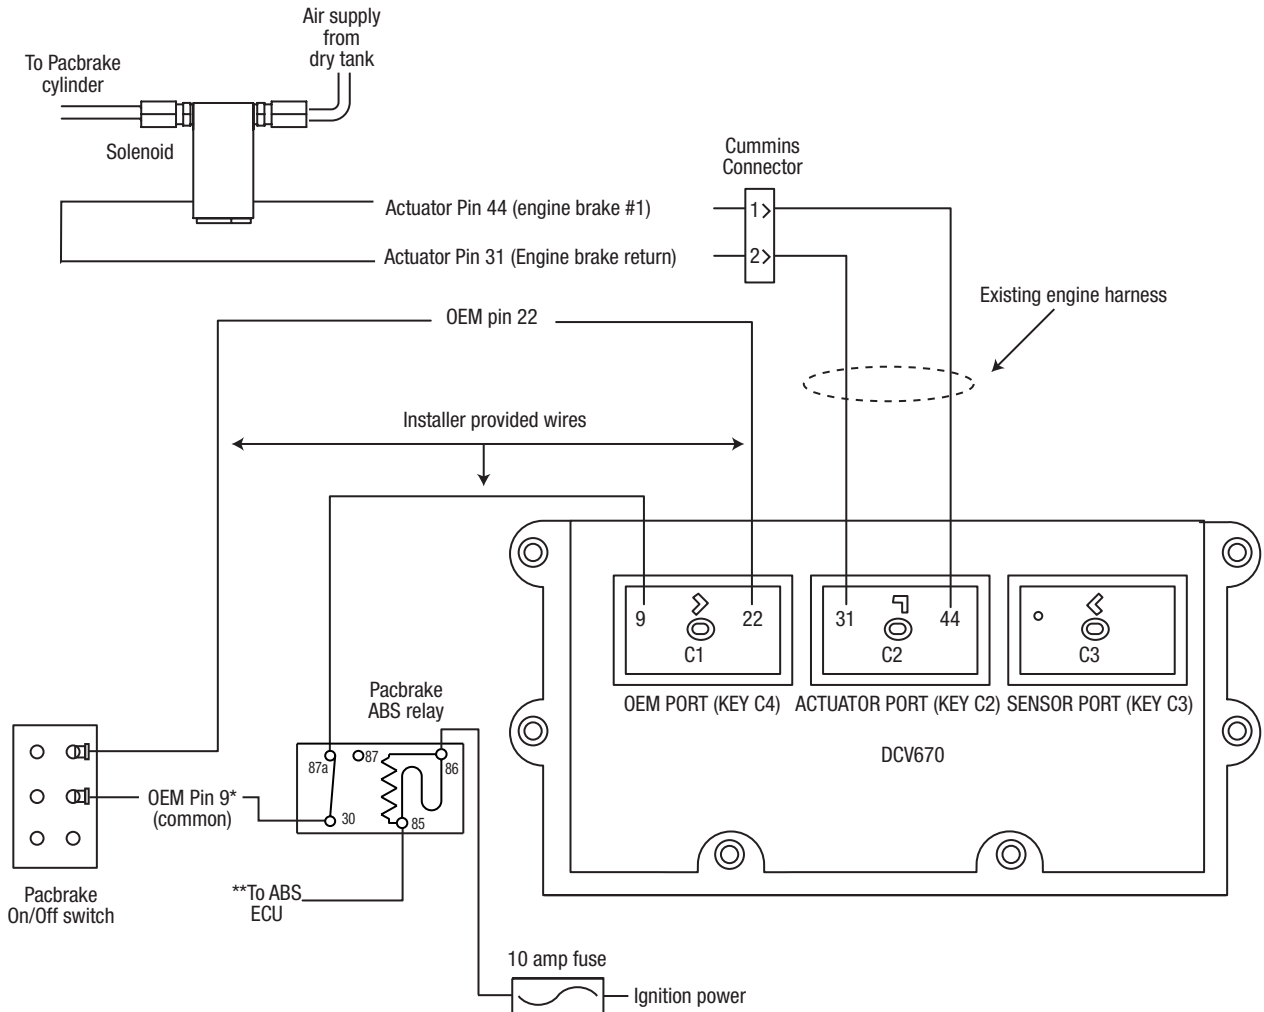 Air supply
from
dry tank
To Pacbrake
cylinder
Solenoid
Cummins
Connector
Actuator Pin 44 (engine brake #1)
1
Actuator Pin 31 (Engine brake return)
2
Existing engine harness
OEM pin 22
Installer provided wires
9
22
C1
31
44
C2
C3
OEM PORT (KEY C4)
ACTUATOR PORT (KEY C2)
SENSOR PORT (KEY C3)
DCV670
Pacbrake
ABS relay
87a
87
86
30
85
OEM Pin 9*
(common)
Pacbrake
On/Off switch
**To ABS
ECU
10 amp fuse
Ignition power